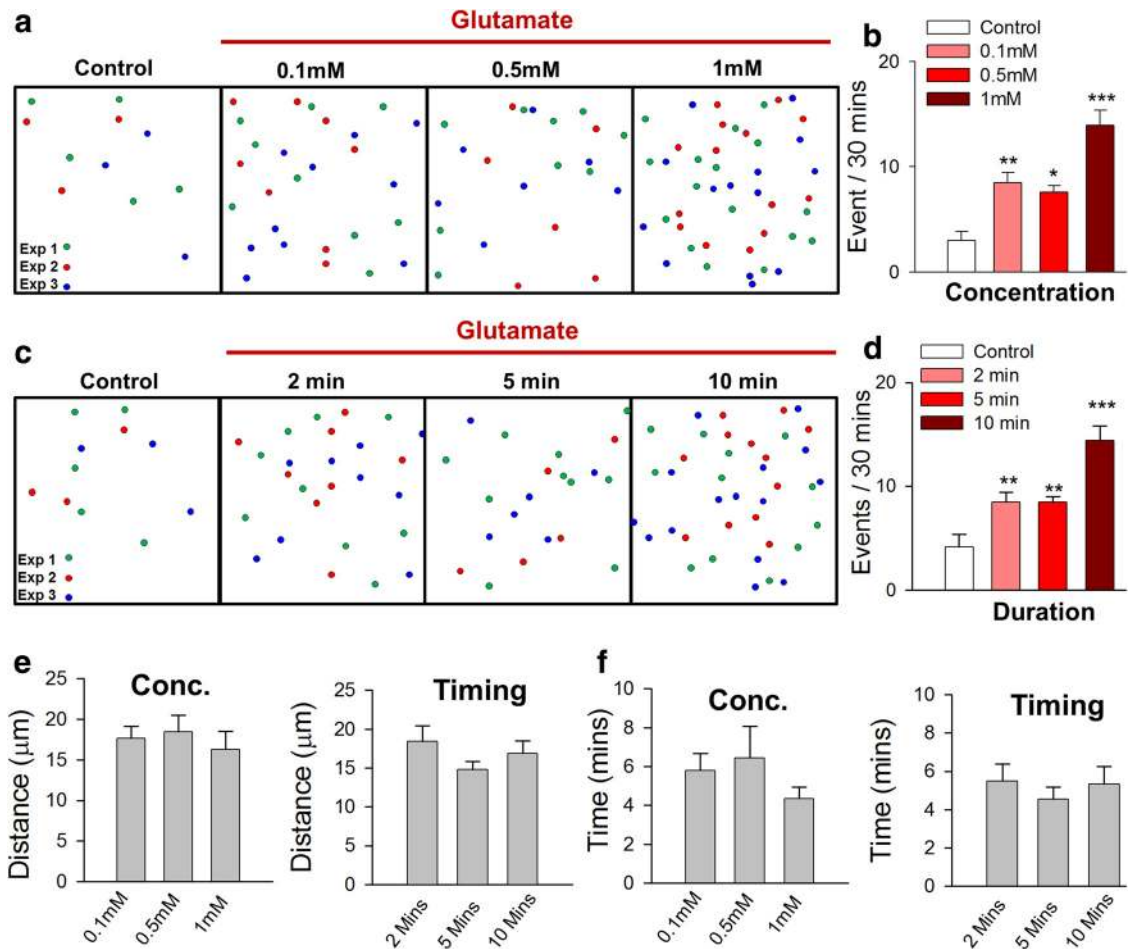 a
Glutamate
Control 0.1mM 0.5mM 1mM
Exp 1
Exp 2
Exp 3
b
Control
0.1mM
0.5mM
1mM
Event / 30 mins
20
10
0
** * ***
Concentration
c
Glutamate
Control 2 min 5 min 10 min
Exp 1
Exp 2
Exp 3
d
Control
2 min
5 min
10 min
Events / 30 mins
20
10
0
** ** ***
Duration
e
Conc.
Distance (μm)
25
20
15
10
5
0
0.1mM 0.5mM 1mM
Timing
Distance (μm)
25
20
15
10
5
0
2 Mins 5 Mins 10 Mins
f
Conc.
Time (mins)
10
8
6
4
2
0
0.1mM 0.5mM 1mM
Timing
Time (mins)
10
8
6
4
2
0
2 Mins 5 Mins 10 Mins